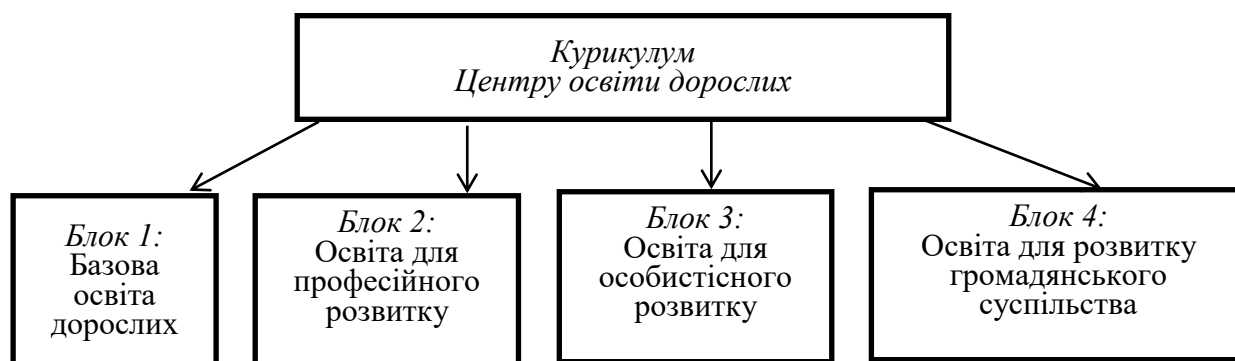 Курикулум
Центру освіти дорослих
Блок 1:
Базова
освіта
дорослих
Блок 2:
Освіта для
професійного
розвитку
Блок 3:
Освіта для
особистісного
розвитку
Блок 4:
Освіта для розвитку
громадянського
суспільства